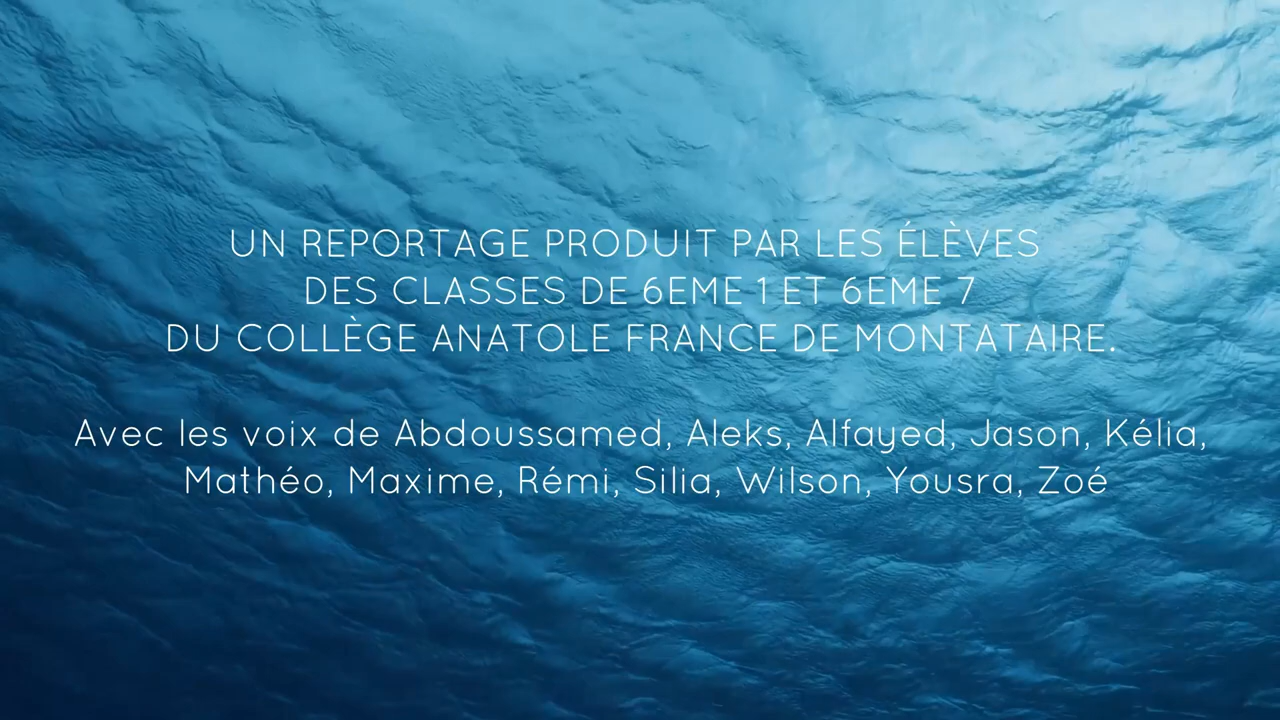 UN REPORTAGE PRODUIT PAR LES ÉLÈVES
DES CLASSES DE 6EME 1 ET 6EME 7
DU COLLÈGE ANATOLE FRANCE DE MONTATAIRE.
Avec les voix de Abdoussamed, Aleks, Alfayed, Jason, Kélia,
Mathéo, Maxime, Rémi, Silia, Wilson, Yousra, Zoé